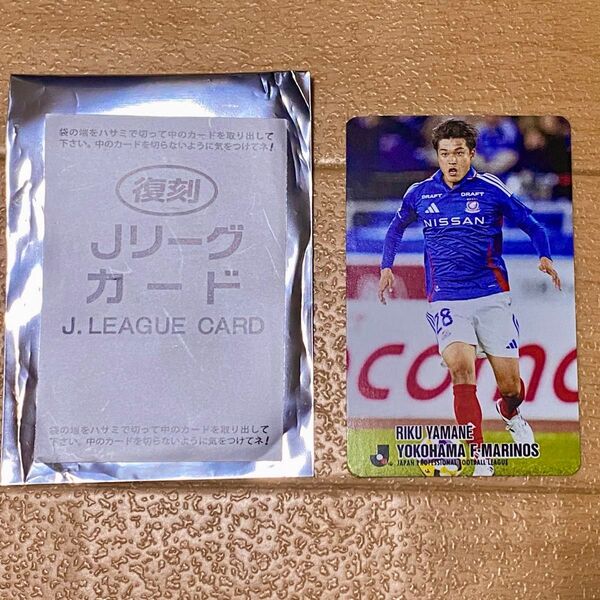 袋の端をハサミで切って中のカードを取り出して
下さい。中のカードを切らないように気をつけてネ!
復刻
Jリーグ
カード
J. LEAGUE CARD
袋の端をハサミで切って中のカードを取り出して
下さい。中のカードを切らないように気をつけてネ!
DRAFT DRAFT
NISSAN
28
como
RIKU YAMANE
YOKOHAMA F・MARINOS
JAPAN PROFESSIONAL FOOTBALL LEAGUE